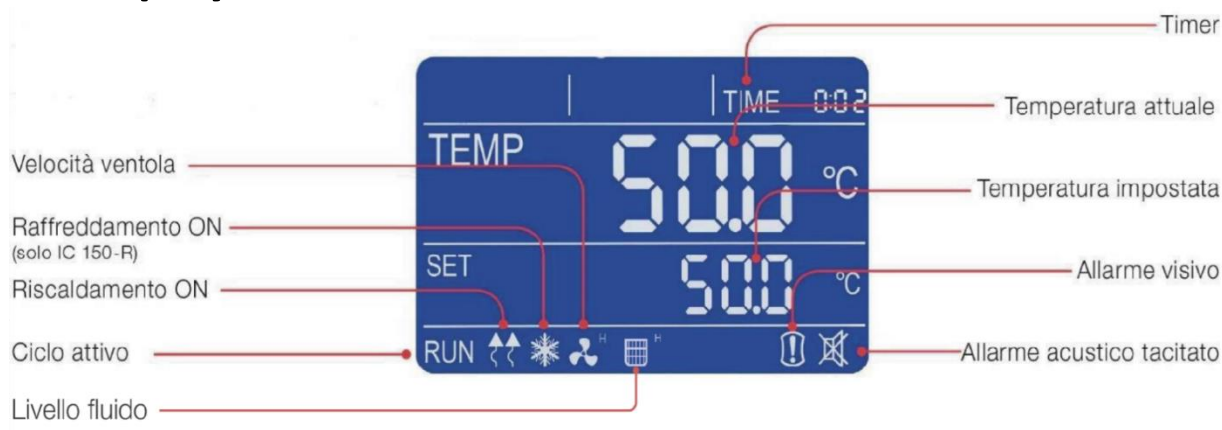 Timer
TIME 0:02
Temperatura attuale
TEMP 50.0 °C
Velocità ventola
Temperatura impostata
Raffreddamento ON
(solo IC 150-R)
SET 50.0 °C
Allarme visivo
Riscaldamento ON
Ciclo attivo
RUN H H
Allarme acustico tacitato
Livello fluido